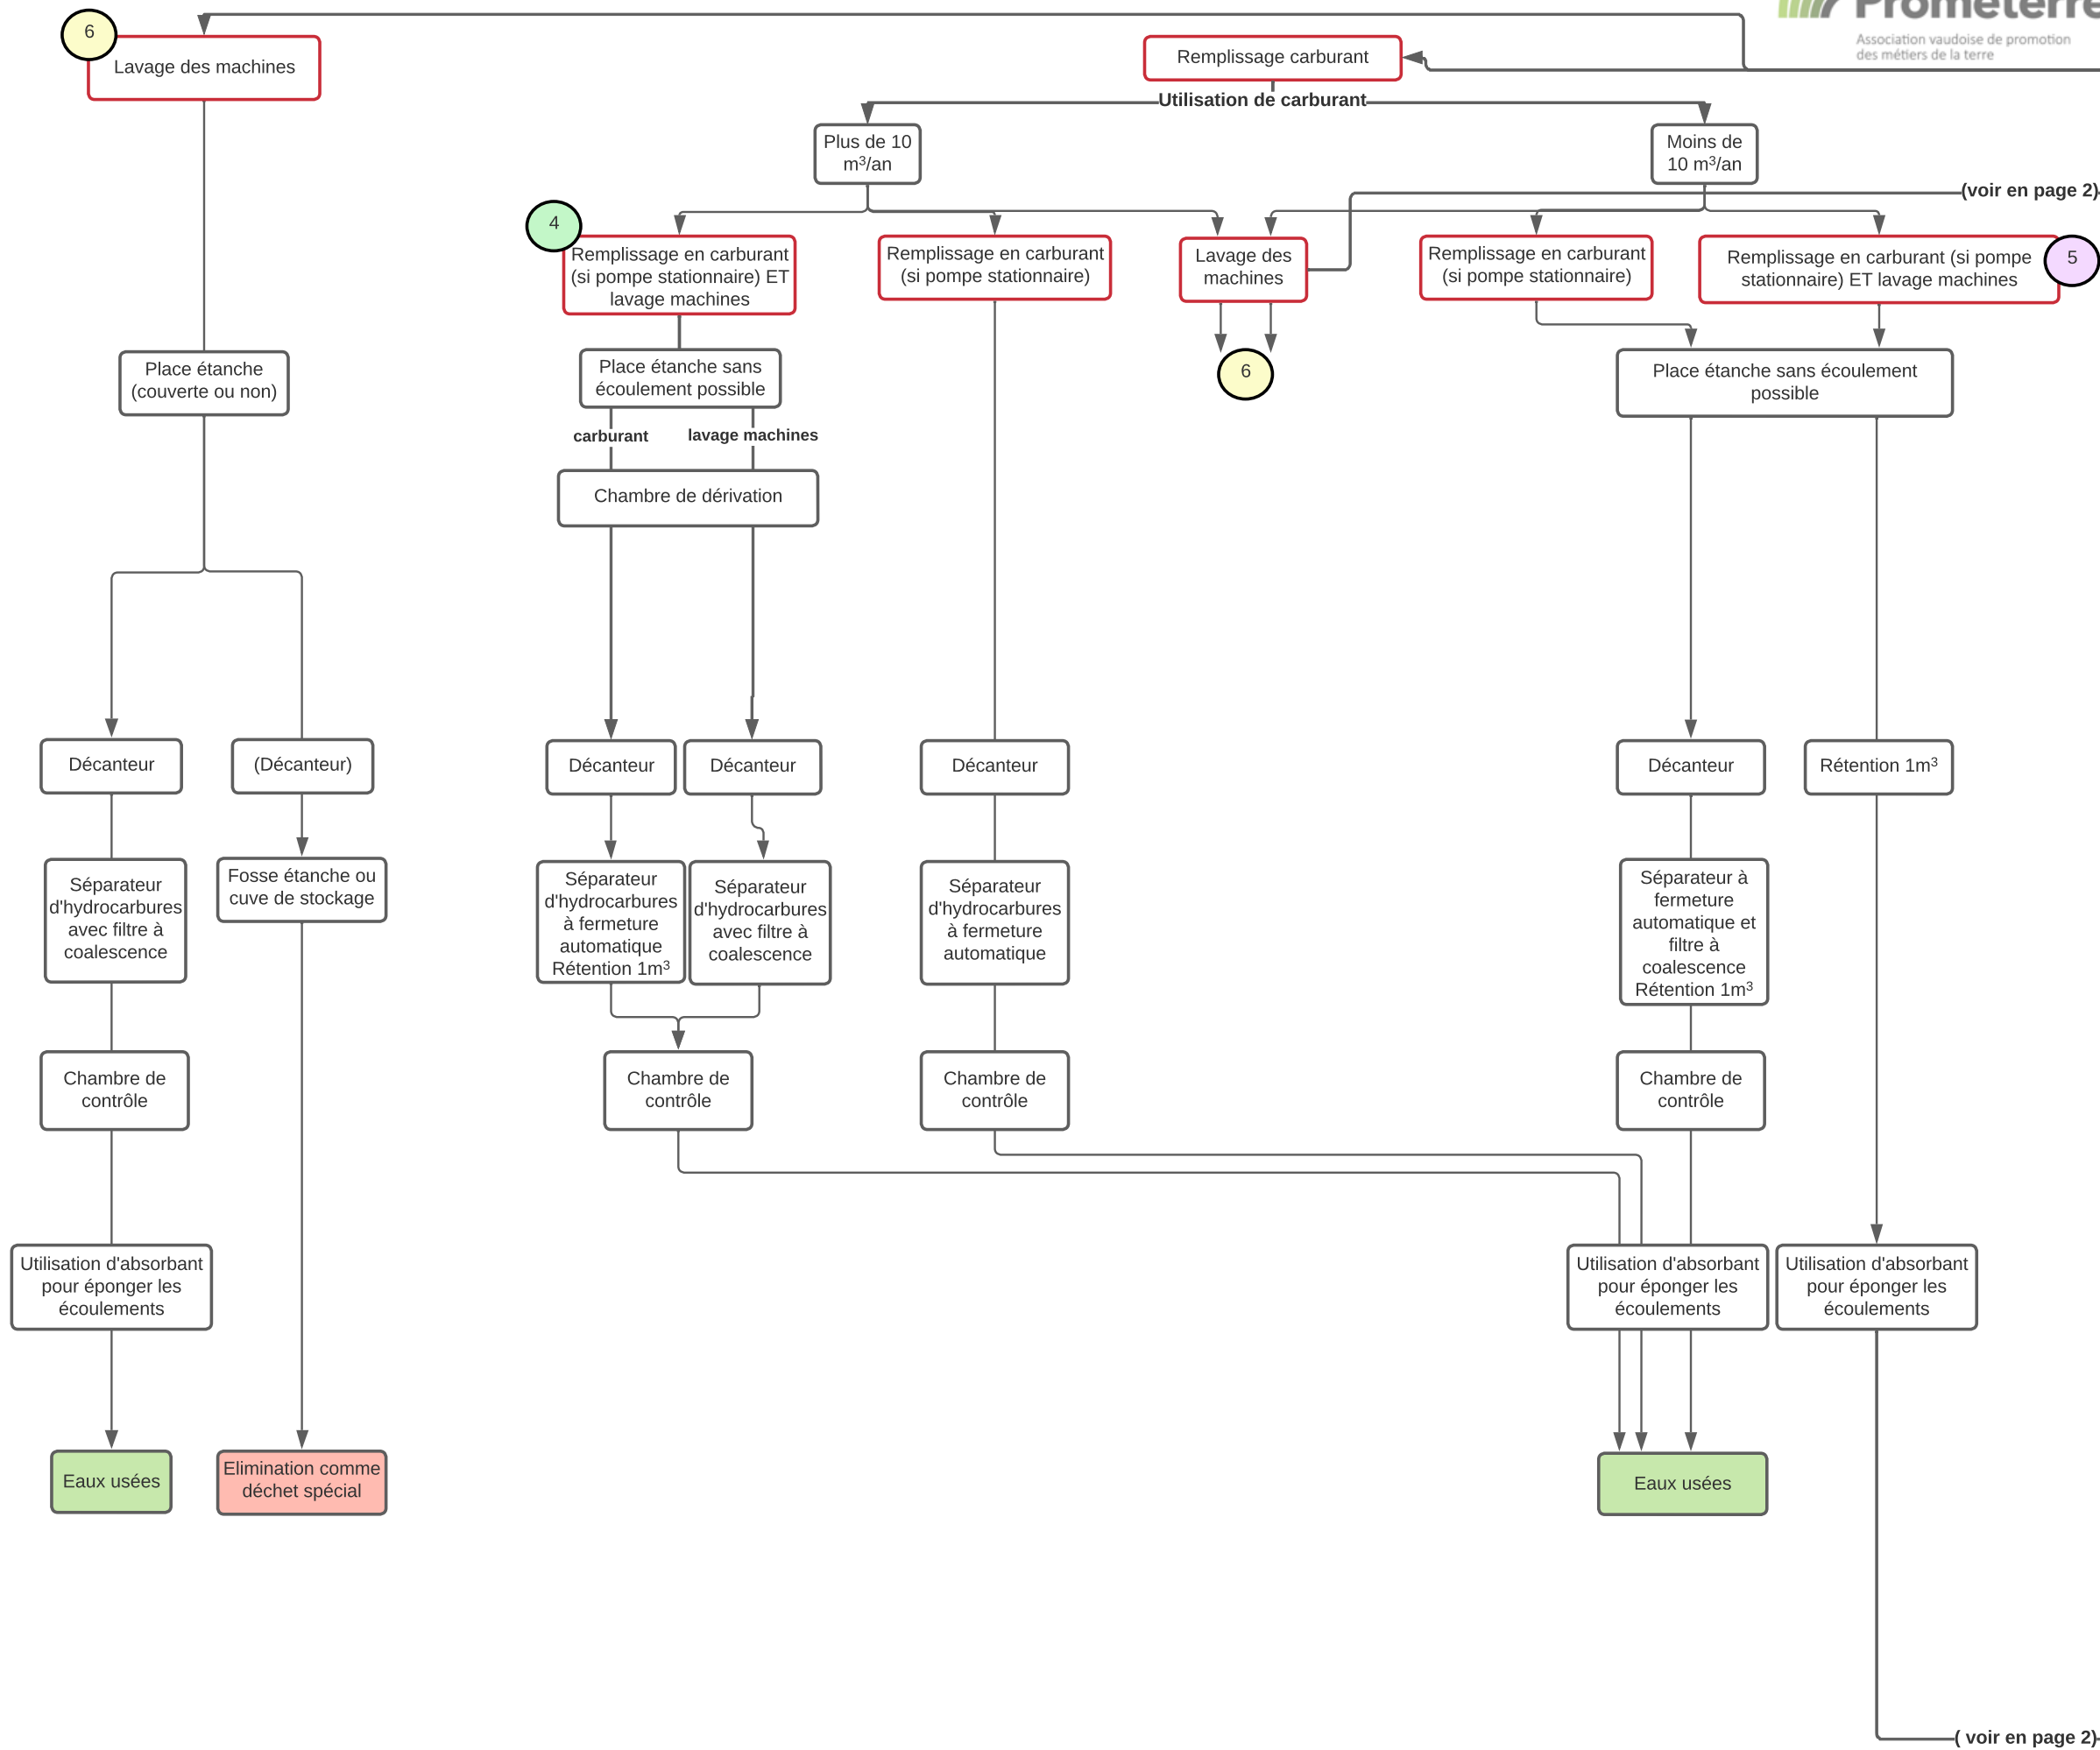 Prometerre
Association vaudoise de promotion
des métiers de la terre
6
Lavage des machines
Remplissage carburant
Utilisation de carburant
Plus de 10
m³/an
Moins de
10 m³/an
(voir en page 2)
4
Remplissage en carburant
(si pompe stationnaire) ET
lavage machines
Remplissage en carburant
(si pompe stationnaire)
Lavage des
machines
Remplissage en carburant
(si pompe stationnaire)
Remplissage en carburant (si pompe
stationnaire) ET lavage machines
5
Place étanche
(couverte ou non)
Place étanche sans
écoulement possible
6
Place étanche sans écoulement
possible
carburant
lavage machines
Chambre de dérivation
Décanteur
(Décanteur)
Décanteur
Décanteur
Décanteur
Décanteur
Rétention 1m³
Séparateur
d'hydrocarbures
avec filtre à
coalescence
Fosse étanche ou
cuve de stockage
Séparateur
d'hydrocarbures
à fermeture
automatique
Rétention 1m³
Séparateur
d'hydrocarbures
avec filtre à
coalescence
Séparateur
d'hydrocarbures
à fermeture
automatique
Séparateur à
fermeture
automatique et
filtre à
coalescence
Rétention 1m³
Chambre de
contrôle
Chambre de
contrôle
Chambre de
contrôle
Chambre de
contrôle
Utilisation d'absorbant
pour éponger les
écoulements
Utilisation d'absorbant
pour éponger les
écoulements
Utilisation d'absorbant
pour éponger les
écoulements
Eaux usées
Elimination comme
déchet spécial
Eaux usées
( voir en page 2)